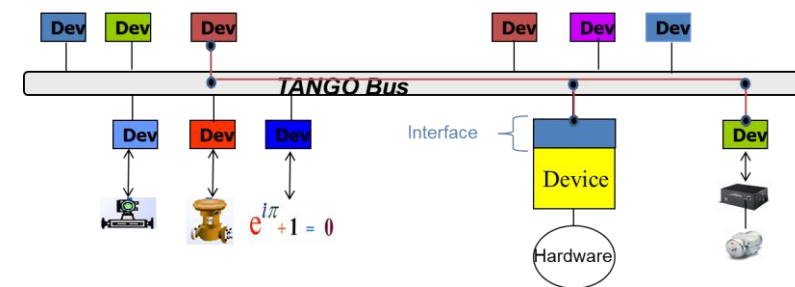 Dev Dev Dev Dev Dev Dev
TANGO Bus
Dev Dev Dev Interface Dev
Device
e^{iπ} +1 = 0
Hardware